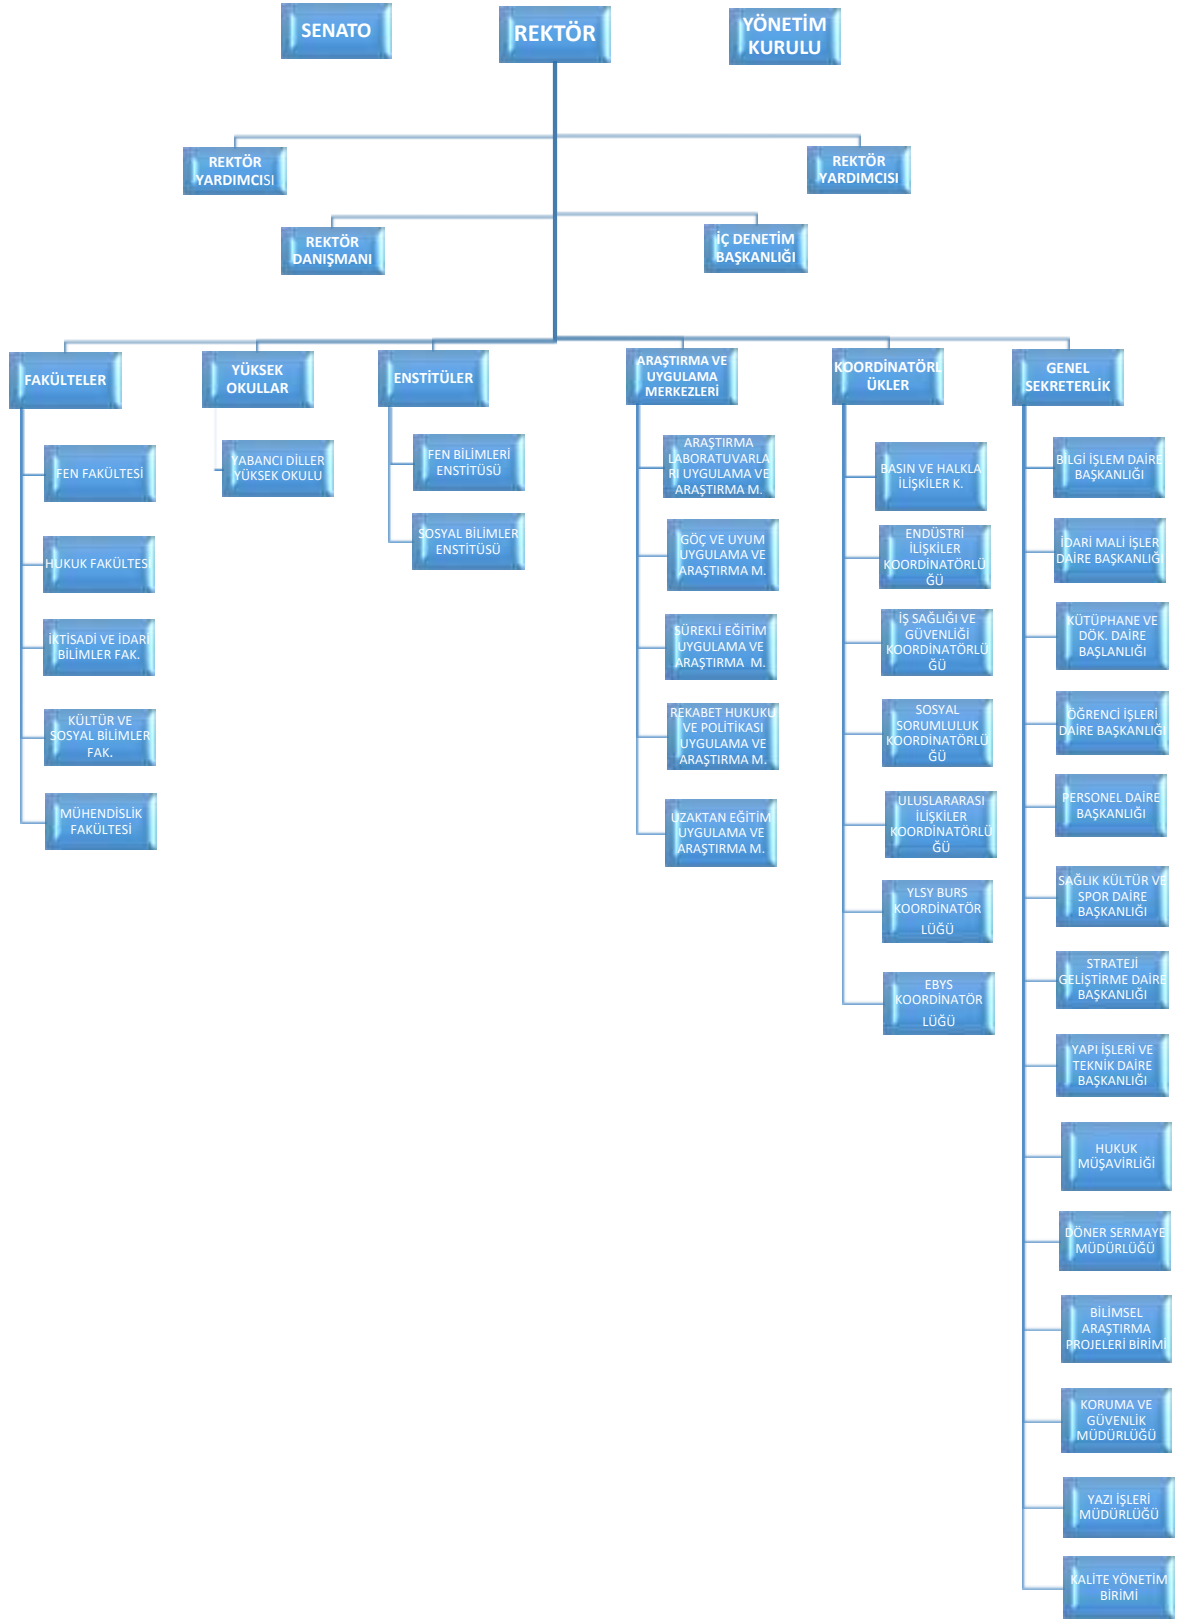 SENATO
REKTÖR
YÖNETİM
KURULU
REKTÖR
YARDIMCISI
REKTÖR
YARDIMCISI
REKTÖR
DANIŞMANI
İÇ DENETİM
BAŞKANLIĞI
FAKÜLTELER
FEN FAKÜLTESİ
HUKUK FAKÜLTESİ
İKTİSADİ VE İDARİ
BİLİMLER FAK.
KÜLTÜR VE
SOSYAL BİLİMLER
FAK.
MÜHENDİSLİK
FAKÜLTESİ
YÜKSEK
OKULLAR
YABANCI DİLLER
YÜKSEK OKULU
ENSTİTÜLER
FEN BİLİMLERİ
ENSTİTÜSÜ
SOSYAL BİLİMLER
ENSTİTÜSÜ
ARAŞTIRMA VE
UYGULAMA
MERKEZLERİ
ARAŞTIRMA
LABORATUVARLA
RI UYGULAMA VE
ARAŞTIRMA M.
GÖÇ VE UYUM
UYGULAMA VE
ARAŞTIRMA M.
SÜREKLİ EĞİTİM
UYGULAMA VE
ARAŞTIRMA M.
REKABET HUKUKU
VE POLİTİKASI
UYGULAMA VE
ARAŞTIRMA M.
UZAKTAN EĞİTİM
UYGULAMA VE
ARAŞTIRMA M.
KOORDİNATÖRL
ÜKLER
BASIN VE HALKLA
İLİŞKİLER K.
ENDÜSTRİ
İLİŞKİLER
KOORDİNATÖRLÜ
ĞÜ
İŞ SAĞLIĞI VE
GÜVENLİĞİ
KOORDİNATÖRLÜ
ĞÜ
SOSYAL
SORUMLULUK
KOORDİNATÖRLÜ
ĞÜ
ULUSLARARASI
İLİŞKİLER
KOORDİNATÖRLÜ
ĞÜ
YLSY BURS
KOORDİNATÖR
LÜĞÜ
EBYS
KOORDİNATÖR
LÜĞÜ
GENEL
SEKRETERLİK
BİLGİ İŞLEM DAİRE
BAŞKANLIĞI
İDARİ MALİ İŞLER
DAİRE BAŞKANLIĞI
KÜTÜPHANE VE
DÖK. DAİRE
BAŞLANLIĞI
ÖĞRENCİ İŞLERİ
DAİRE BAŞKANLIĞI
PERSONEL DAİRE
BAŞKANLIĞI
SAĞLIK KÜLTÜR VE
SPOR DAİRE
BAŞKANLIĞI
STRATEJİ
GELİŞTİRME DAİRE
BAŞKANLIĞI
YAPI İŞLERİ VE
TEKNİK DAİRE
BAŞKANLIĞI
HUKUK
MÜŞAVİRLİĞİ
DÖNER SERMAYE
MÜDÜRLÜĞÜ
BİLİMSEL
ARAŞTIRMA
PROJELERİ BİRİMİ
KORUMA VE
GÜVENLİK
MÜDÜRLÜĞÜ
YAZI İŞLERİ
MÜDÜRLÜĞÜ
KALİTE YÖNETİM
BİRİMİ